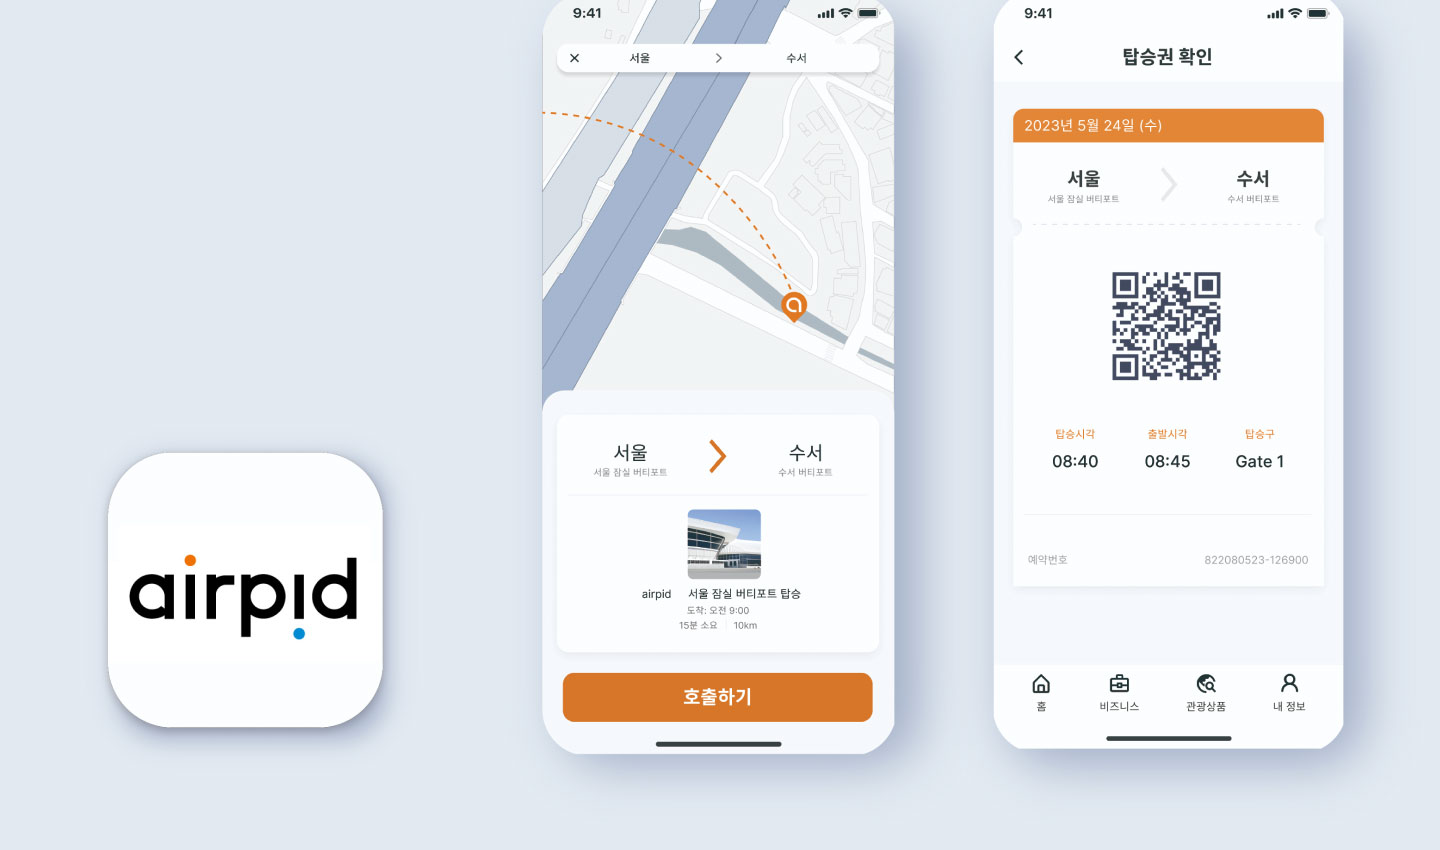 airpid
9:41
서울
수서
서울
수서
서울 잠실 버티포트
수서 버티포트
airpid 서울 잠실 버티포트 탑승
도착: 오전 9:00
15분 소요 10km
호출하기
9:41
탑승권 확인
2023년 5월 24일 (수)
서울
수서
서울 잠실 버티포트
수서 버티포트
탑승시각 출발시각 탑승구
08:40 08:45 Gate 1
예약번호 822080523-126900
홈 비즈니스 관광상품 내 정보